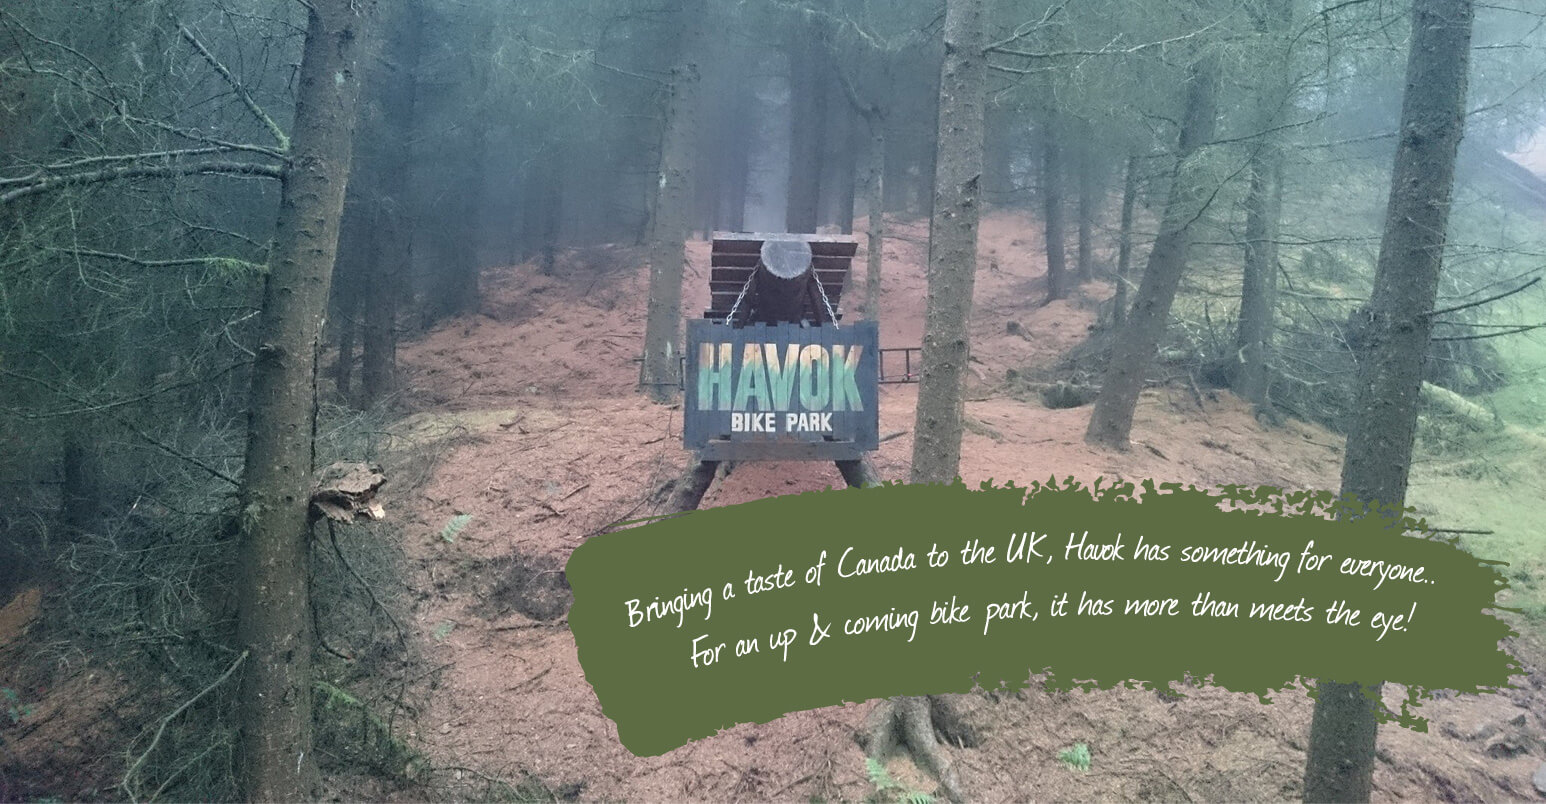 HAVOK
BIKE PARK
Bringing a taste of Canada to the UK, Havok has something for everyone..
For an up & coming bike park, it has more than meets the eye!